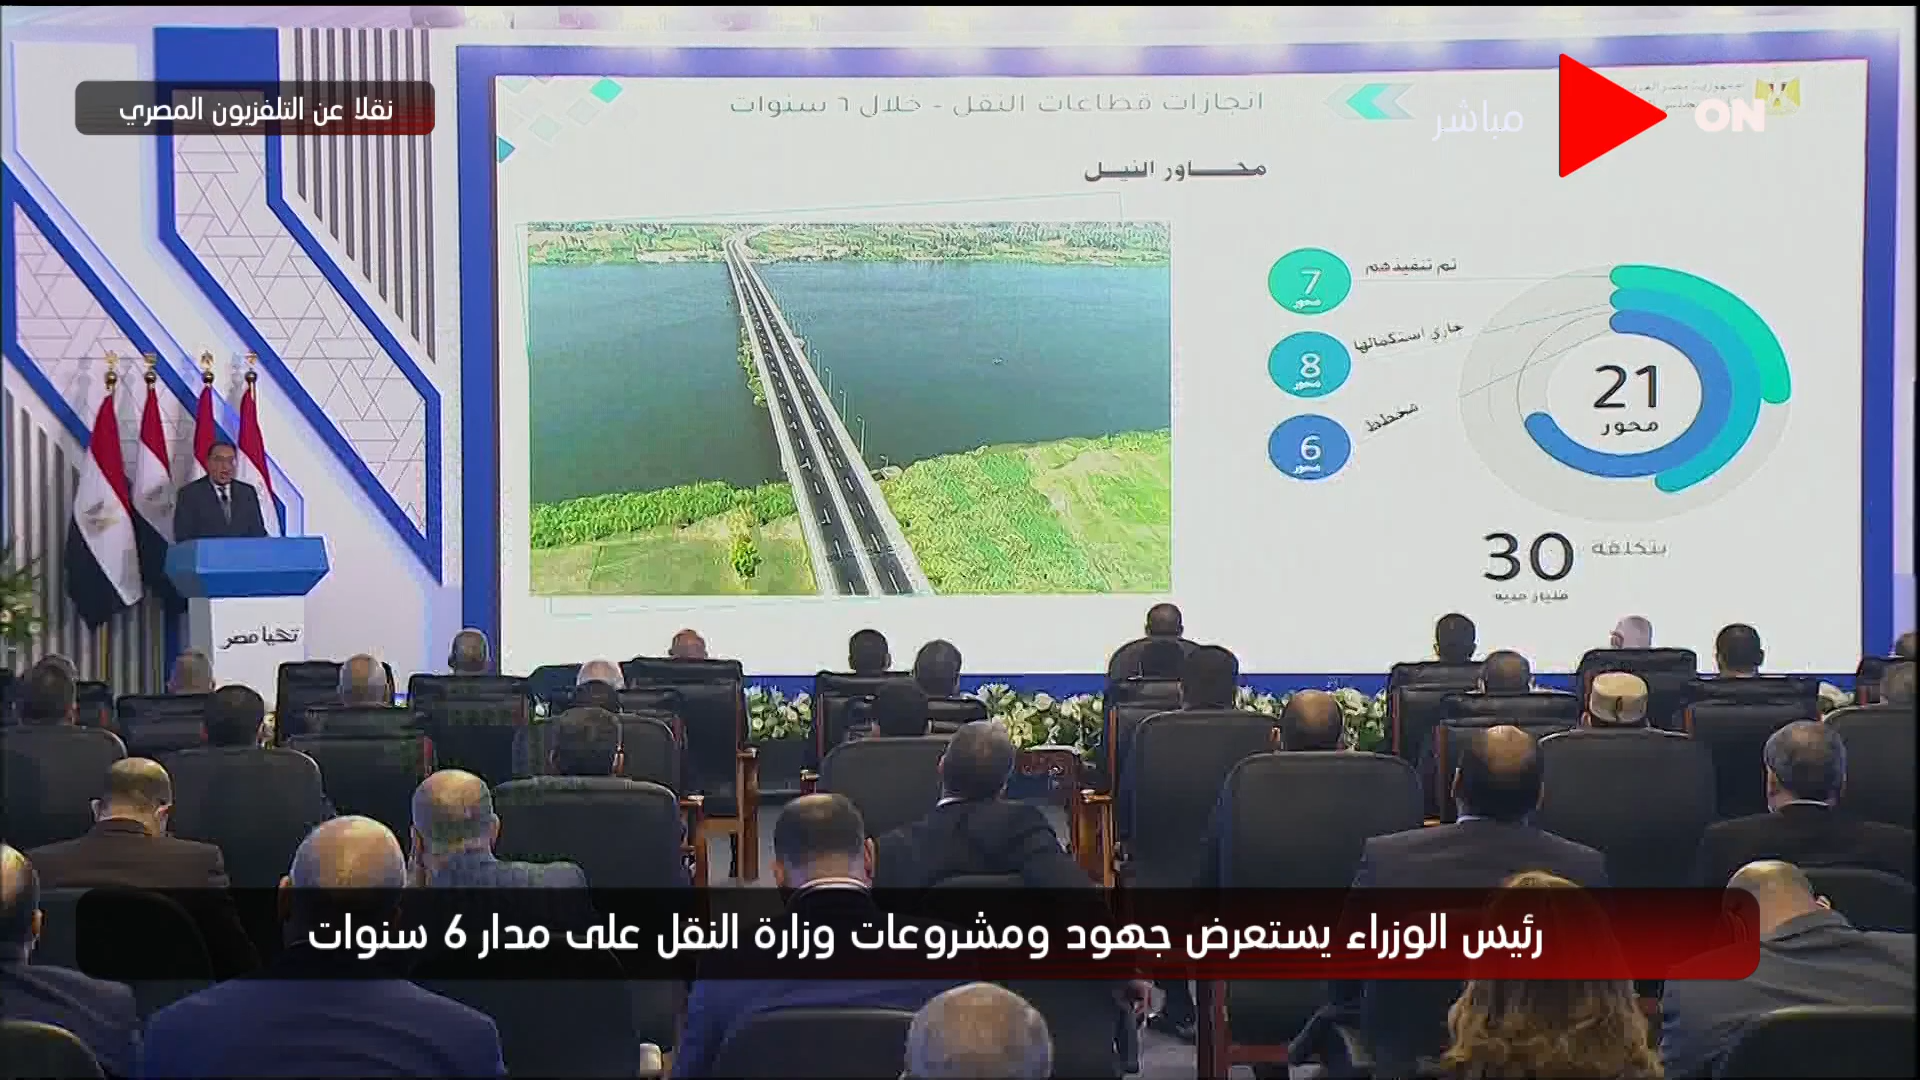 نقلا عن التلفزيون المصري
مباشر
ON
انجازات قطاعات النقل - خلال ٦ سنوات
محاور النيل
7
محور
تم تنفيذهم
8
محور
جاري استكمالها
6
محور
مخطط
21
محور
بتكلفة
30
مليار جنيه
تحيا مصر
رئيس الوزراء يستعرض جهود ومشروعات وزارة النقل على مدار 6 سنوات